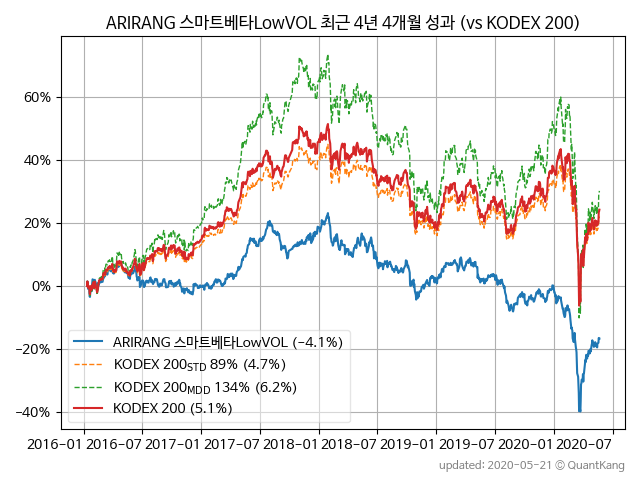 ARIRANG 스마트베타LowVOL 최근 4년 4개월 성과 (vs KODEX 200)
60%
40%
20%
0%
−20%
−40%
ARIRANG 스마트베타LowVOL (−4.1%)
KODEX 200STD 89% (4.7%)
KODEX 200MDD 134% (6.2%)
KODEX 200 (5.1%)
2016-01 2016-07 2017-01 2017-07 2018-01 2018-07 2019-01 2019-07 2020-01 2020-07
updated: 2020-05-21 © QuantKang